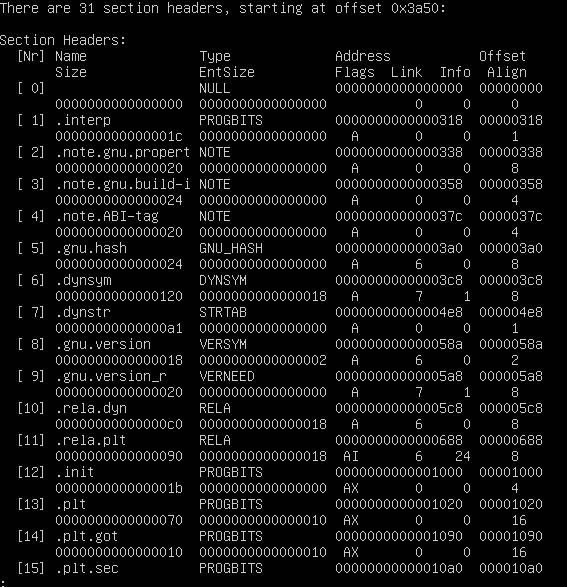 There are 31 section headers, starting at offset 0x3a50:

Section Headers:
  [Nr] Name              Type             Address           Offset
       Size              EntSize          Flags  Link  Info  Align
  [ 0]                   NULL             0000000000000000  00000000
       0000000000000000  0000000000000000           0     0     0
  [ 1] .interp           PROGBITS         0000000000000318  00000318
       000000000000001c  0000000000000000   A       0     0     1
  [ 2] .note.gnu.propert NOTE             0000000000000338  00000338
       0000000000000020  0000000000000000   A       0     0     8
  [ 3] .note.gnu.build-i NOTE             0000000000000358  00000358
       0000000000000024  0000000000000000   A       0     0     4
  [ 4] .note.ABI-tag     NOTE             000000000000037c  0000037c
       0000000000000020  0000000000000000   A       0     0     4
  [ 5] .gnu.hash         GNU_HASH         00000000000003a0  000003a0
       0000000000000024  0000000000000000   A       6     0     8
  [ 6] .dynsym           DYNSYM           00000000000003c8  000003c8
       0000000000000120  0000000000000018   A       7     1     8
  [ 7] .dynstr           STRTAB           00000000000004e8  000004e8
       00000000000000a1  0000000000000000   A       0     0     1
  [ 8] .gnu.version      VERSYM           000000000000058a  0000058a
       0000000000000018  0000000000000002   A       6     0     2
  [ 9] .gnu.version_r    VERNEED          00000000000005a8  000005a8
       0000000000000020  0000000000000000   A       7     1     8
  [10] .rela.dyn         RELA             00000000000005c8  000005c8
       00000000000000c0  0000000000000018   A       6     0     8
  [11] .rela.plt         RELA             0000000000000688  00000688
       0000000000000090  0000000000000018  AI       6    24     8
  [12] .init             PROGBITS         0000000000001000  00001000
       000000000000001b  0000000000000000  AX       0     0     4
  [13] .plt              PROGBITS         0000000000001020  00001020
       0000000000000070  0000000000000010  AX       0     0     16
  [14] .plt.got          PROGBITS         0000000000001090  00001090
       0000000000000010  0000000000000010  AX       0     0     16
  [15] .plt.sec          PROGBITS         00000000000010a0  000010a0
: